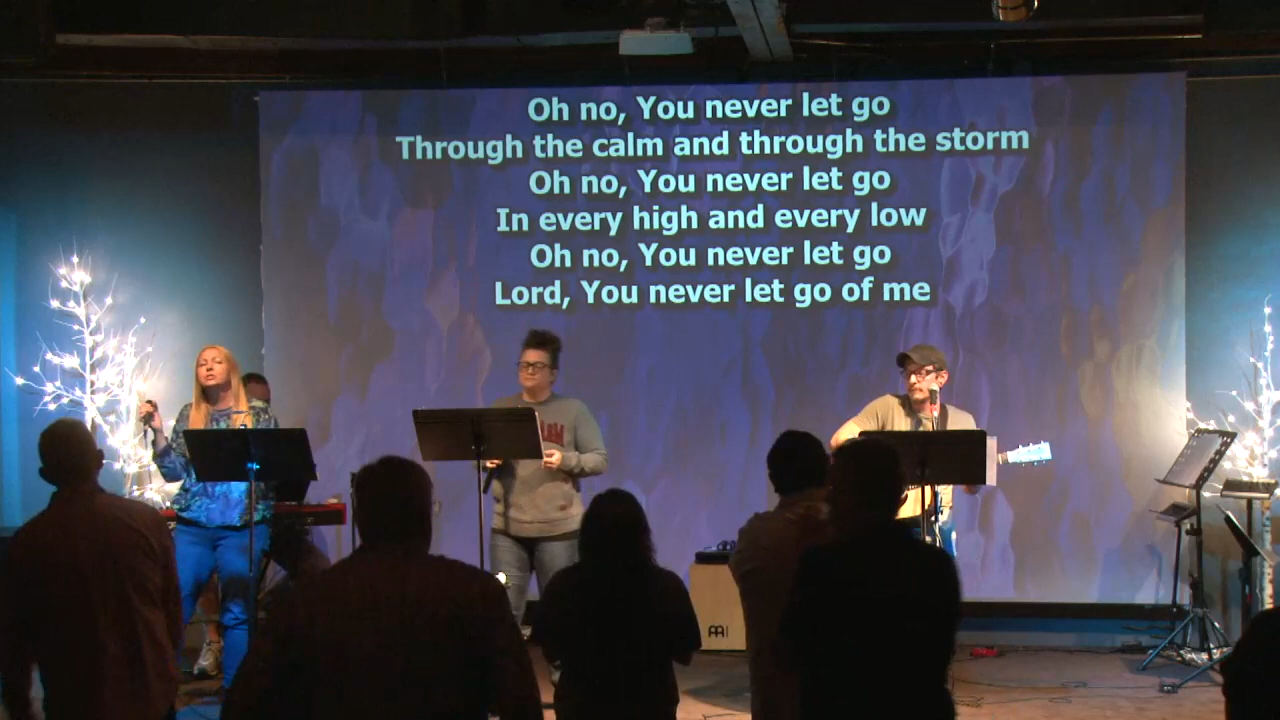 Oh no, You never let go
Through the calm and through the storm
Oh no, You never let go
In every high and every low
Oh no, You never let go
Lord, You never let go of me